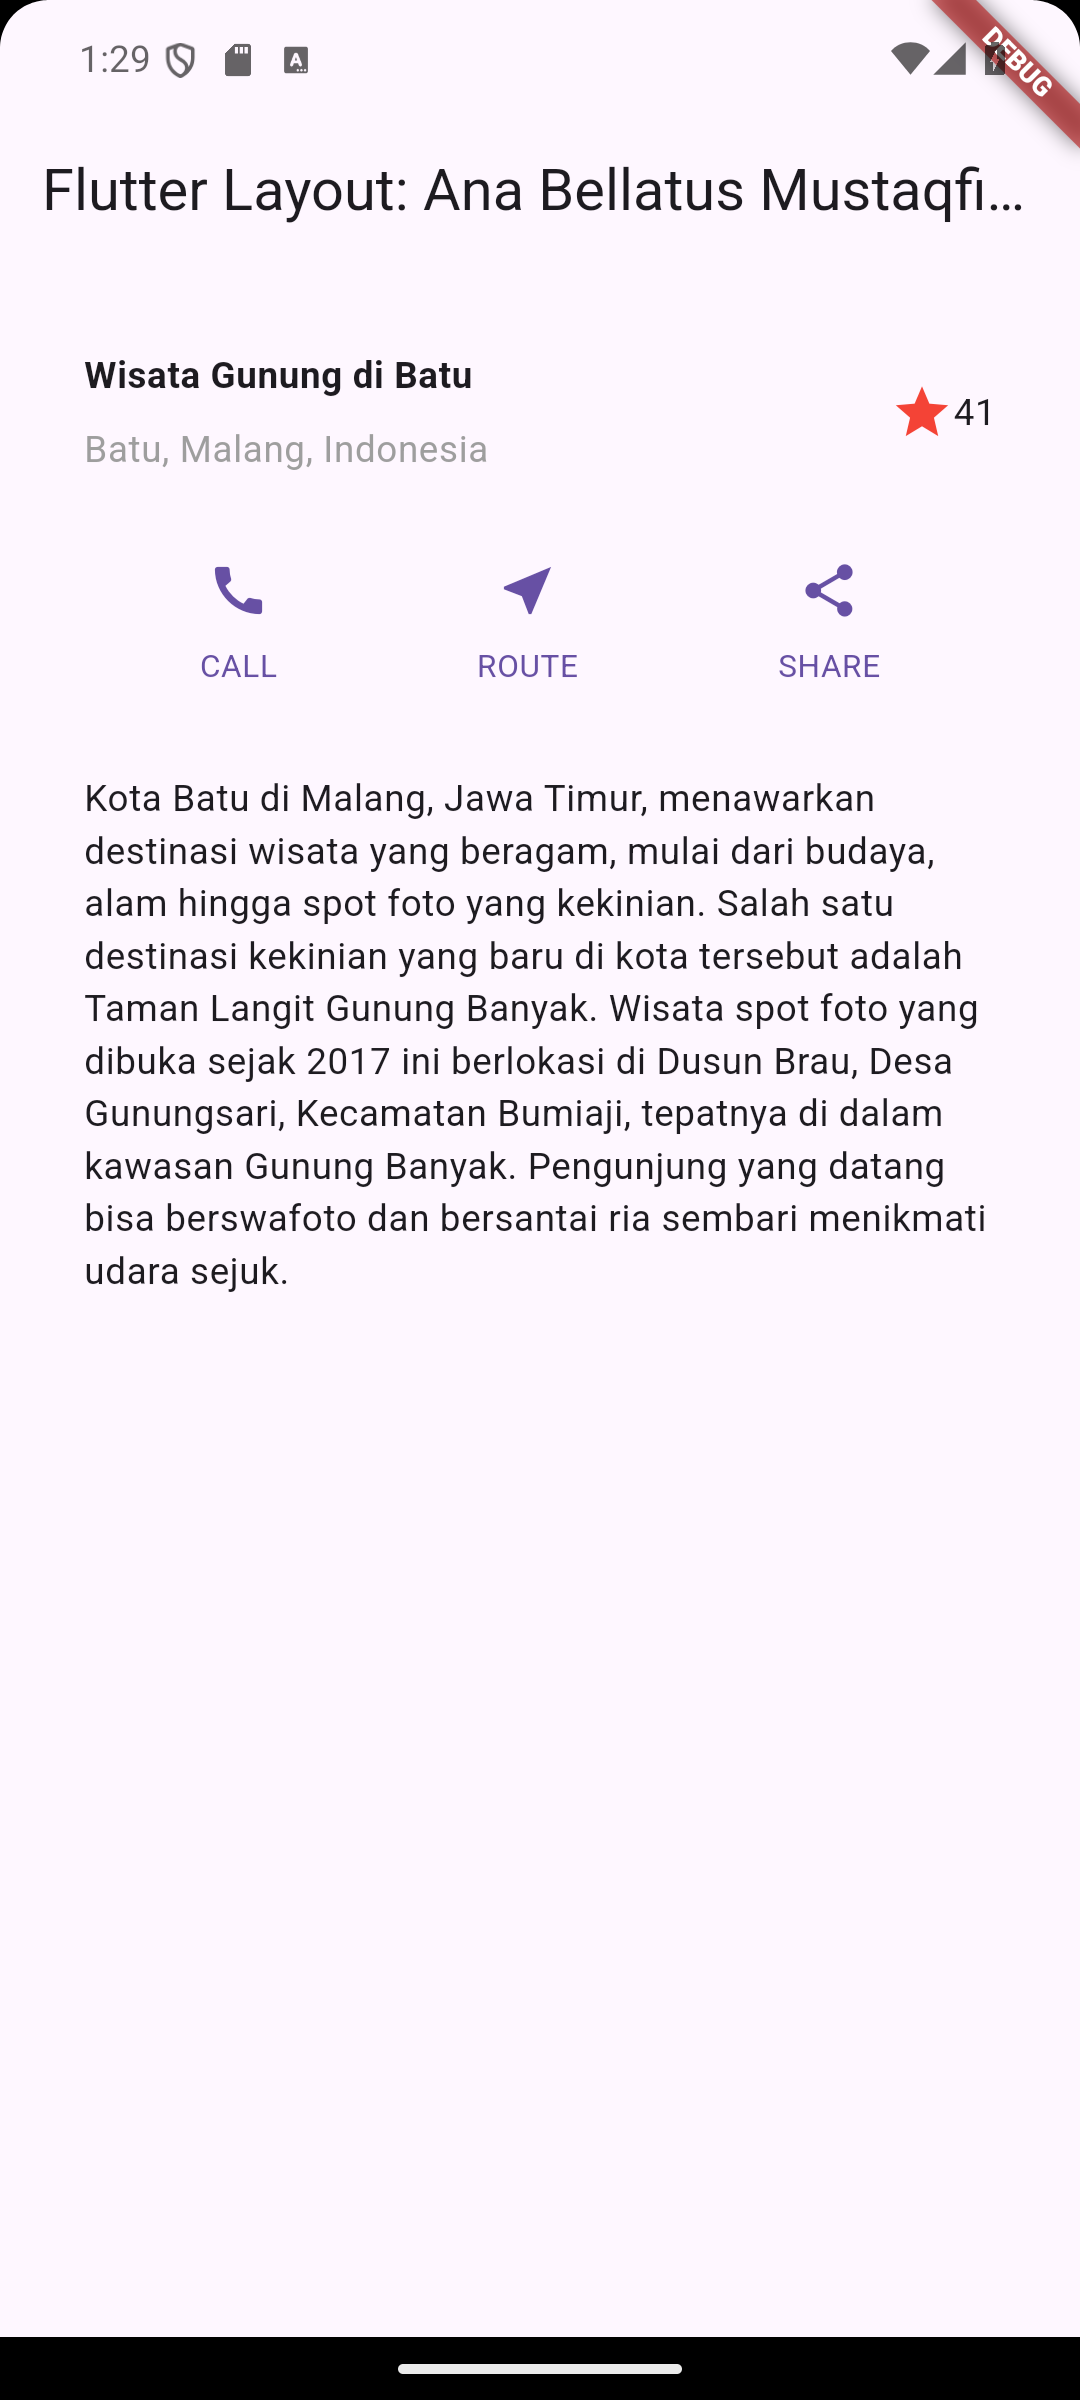 1:29
DEBUG
Flutter Layout: Ana Bellatus Mustaqfi...
Wisata Gunung di Batu
Batu, Malang, Indonesia
41
CALL ROUTE SHARE
Kota Batu di Malang, Jawa Timur, menawarkan
destinasi wisata yang beragam, mulai dari budaya,
alam hingga spot foto yang kekinian. Salah satu
destinasi kekinian yang baru di kota tersebut adalah
Taman Langit Gunung Banyak. Wisata spot foto yang
dibuka sejak 2017 ini berlokasi di Dusun Brau, Desa
Gunungsari, Kecamatan Bumiaji, tepatnya di dalam
kawasan Gunung Banyak. Pengunjung yang datang
bisa berswafoto dan bersantai ria sembari menikmati
udara sejuk.